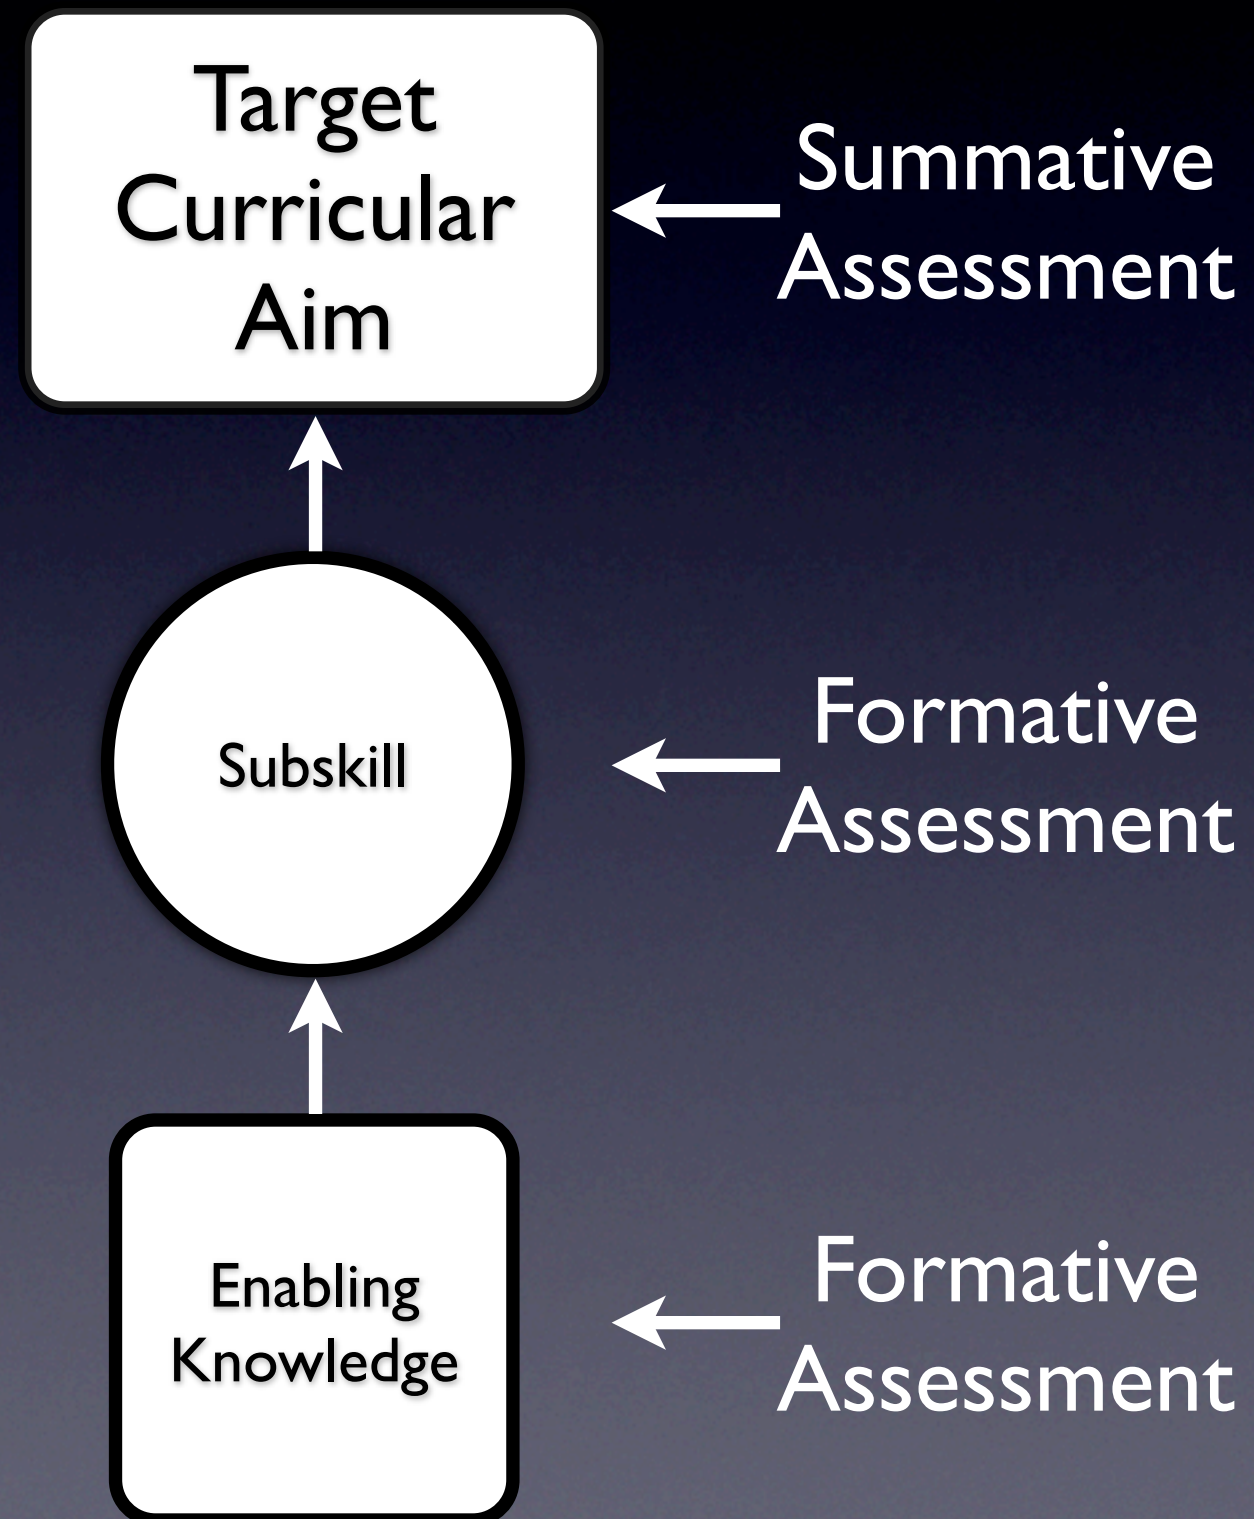 Target
Curricular
Aim
Summative
Assessment
Subskill
Formative
Assessment
Enabling
Knowledge
Formative
Assessment